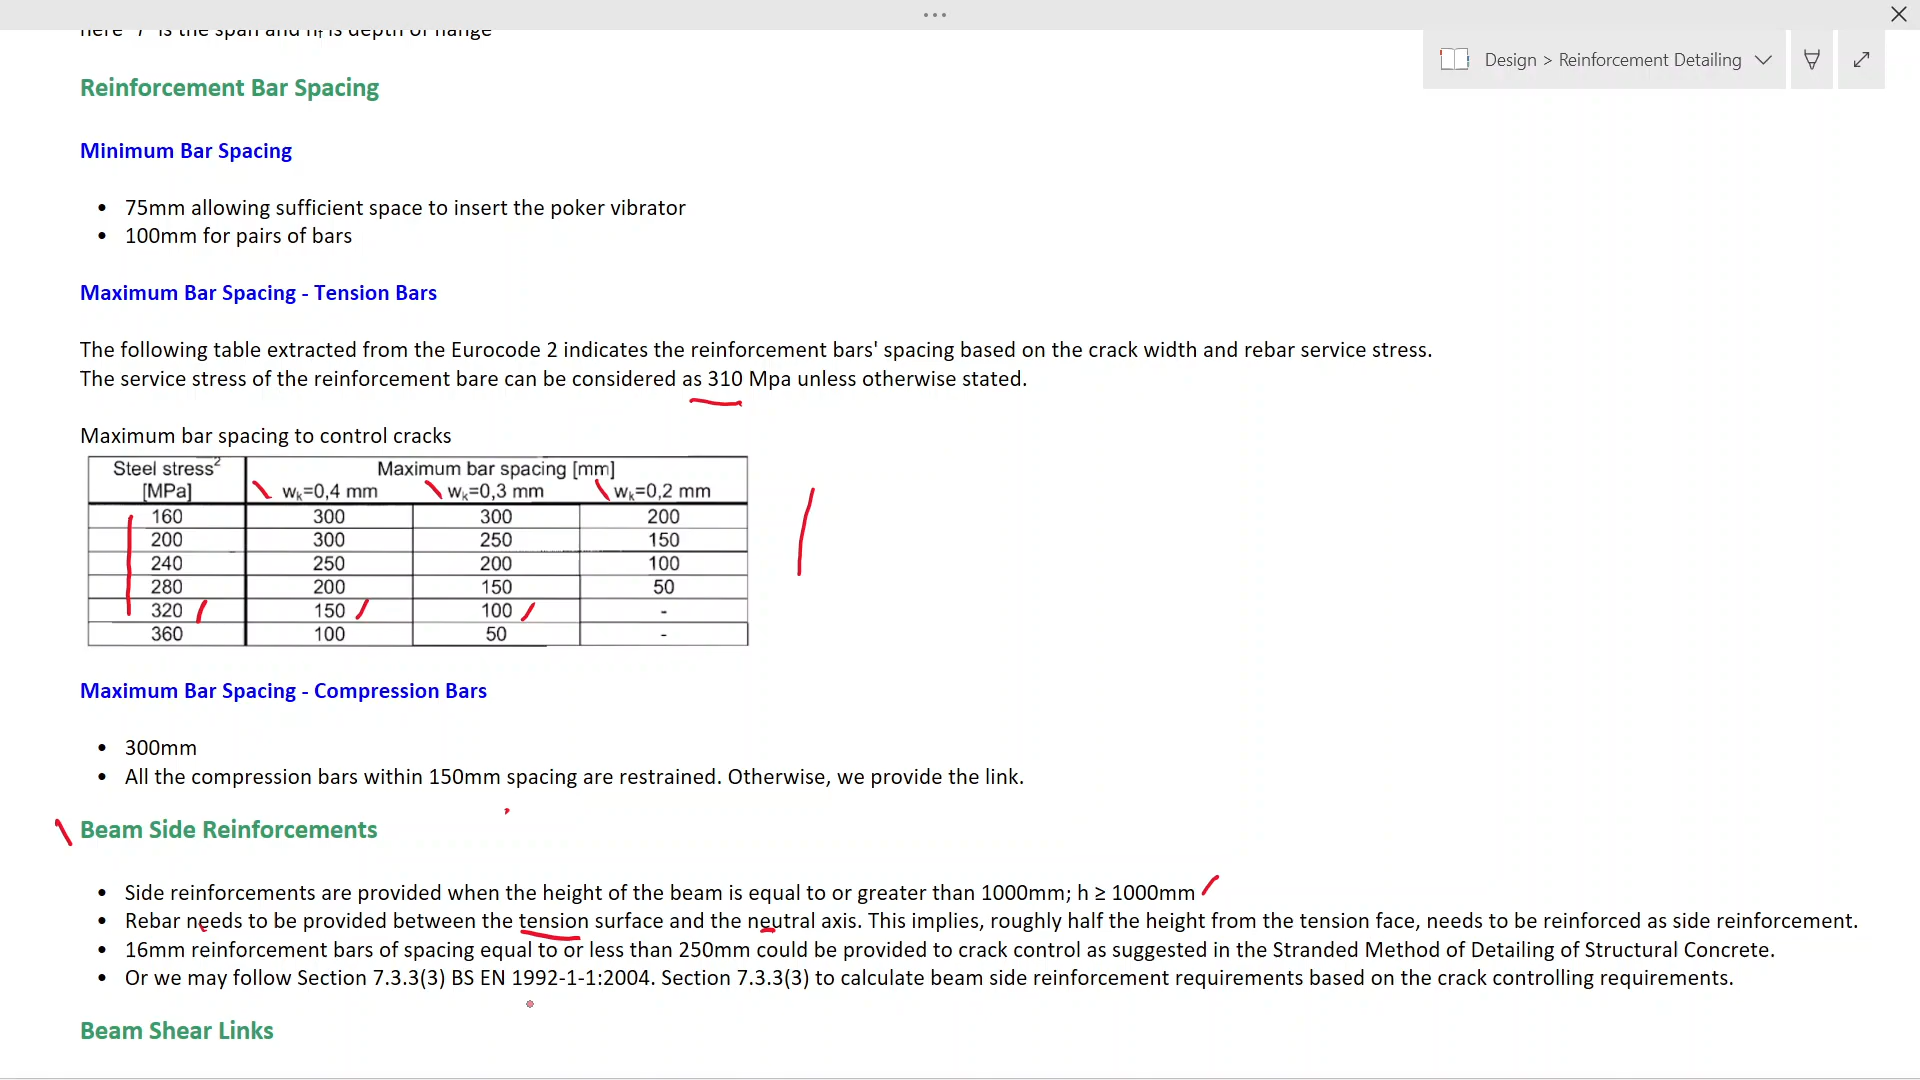 Design > Reinforcement Detailing
Reinforcement Bar Spacing
Minimum Bar Spacing
• 75mm allowing sufficient space to insert the poker vibrator
• 100mm for pairs of bars
Maximum Bar Spacing - Tension Bars
The following table extracted from the Eurocode 2 indicates the reinforcement bars' spacing based on the crack width and rebar service stress.
The service stress of the reinforcement bare can be considered as 310 Mpa unless otherwise stated.
Maximum bar spacing to control cracks
Steel stress² Maximum bar spacing [mm]
[MPa] wₖ=0,4 mm wₖ=0,3 mm wₖ=0,2 mm
160 300 300 200
200 300 250 150
240 250 200 100
280 200 150 50
320 150 100 -
360 100 50 -
Maximum Bar Spacing - Compression Bars
• 300mm
• All the compression bars within 150mm spacing are restrained. Otherwise, we provide the link.
Beam Side Reinforcements
• Side reinforcements are provided when the height of the beam is equal to or greater than 1000mm; h ≥ 1000mm
• Rebar needs to be provided between the tension surface and the neutral axis. This implies, roughly half the height from the tension face, needs to be reinforced as side reinforcement.
• 16mm reinforcement bars of spacing equal to or less than 250mm could be provided to crack control as suggested in the Stranded Method of Detailing of Structural Concrete.
• Or we may follow Section 7.3.3(3) BS EN 1992-1-1:2004. Section 7.3.3(3) to calculate beam side reinforcement requirements based on the crack controlling requirements.
Beam Shear Links